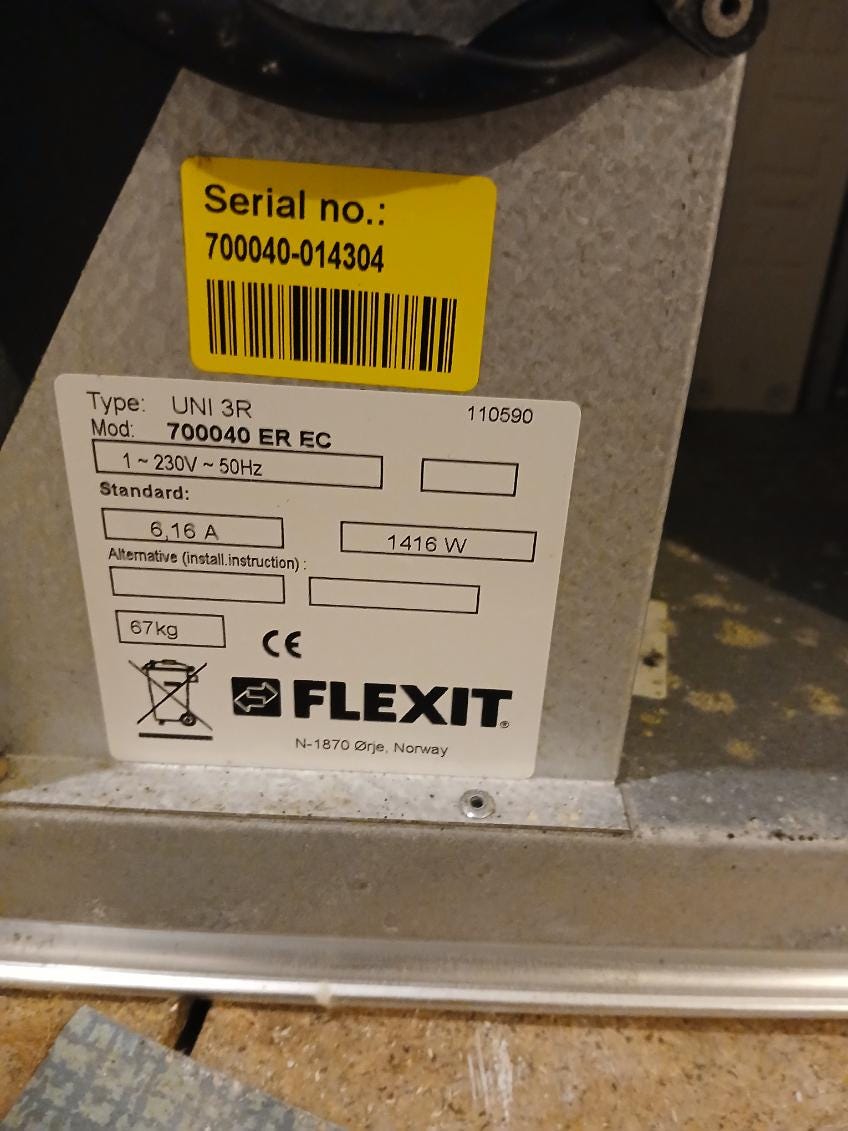 Serial no.:
700040-014304
Type: UNI 3R 110590
Mod: 700040 ER EC
1 ~ 230V ~ 50Hz
Standard:
6,16 A 1416 W
Alternative (install.instruction) :
67kg
CE
FLEXIT®
N-1870 Ørje, Norway